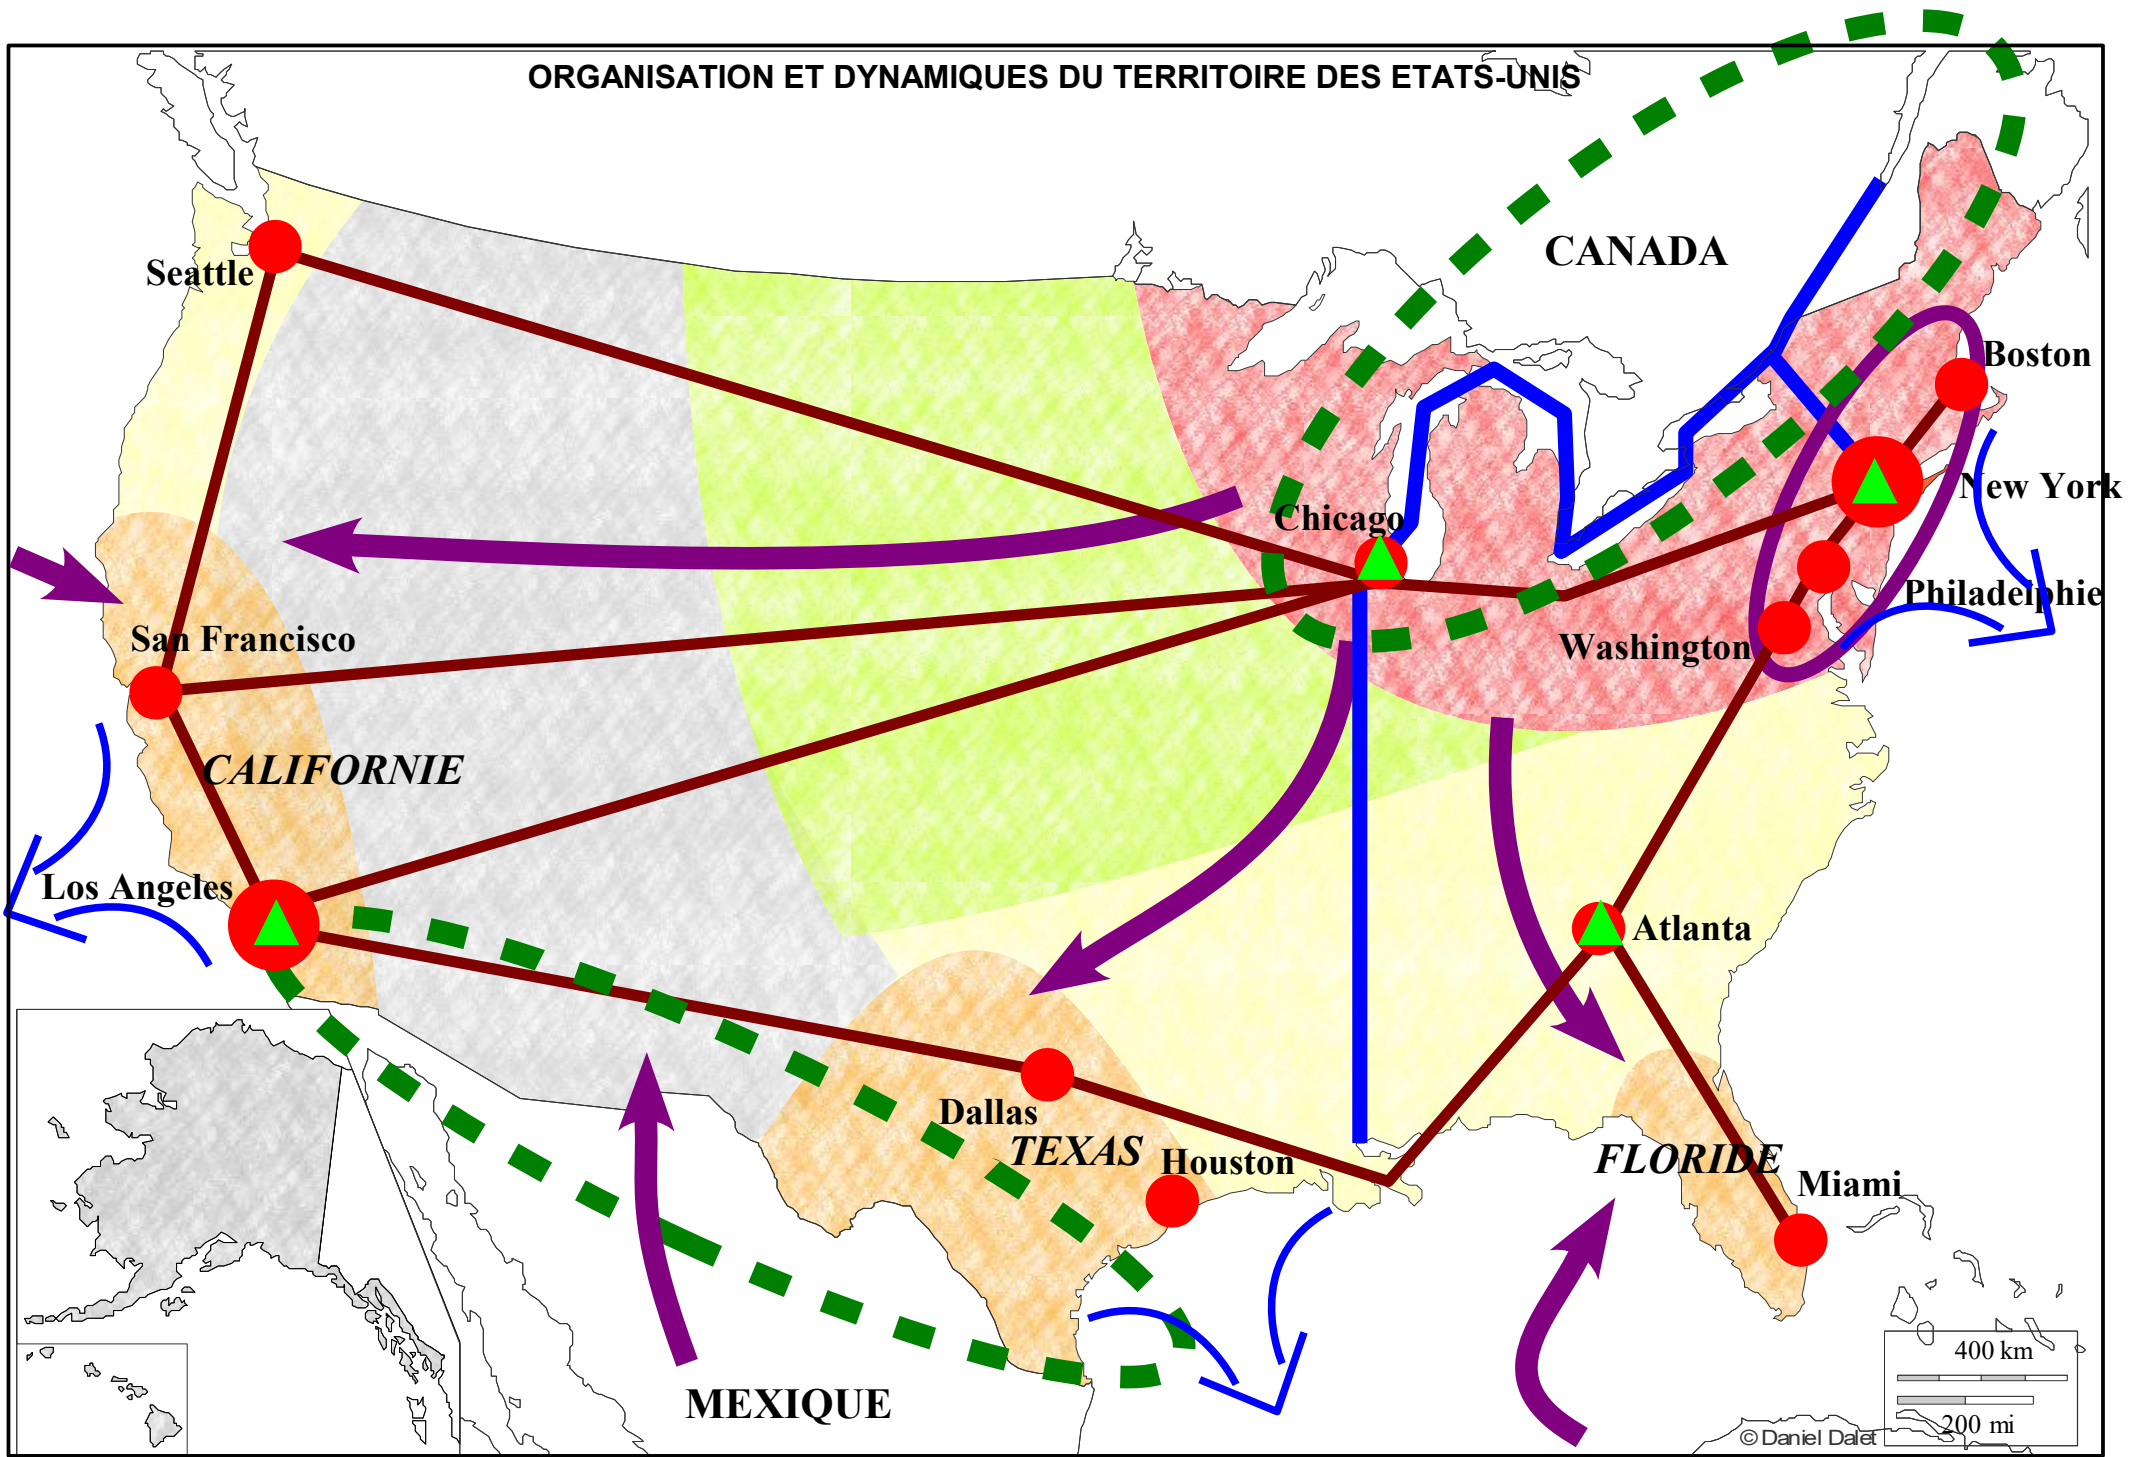 ORGANISATION ET DYNAMIQUES DU TERRITOIRE DES ETATS-UNIS
CANADA
Seattle
Boston
New York
Chicago
Philadelphie
San Francisco
Washington
CALIFORNIE
Los Angeles
Atlanta
Dallas
TEXAS
Houston
FLORIDE
Miami
MEXIQUE
400 km
200 mi
© Daniel Dalet